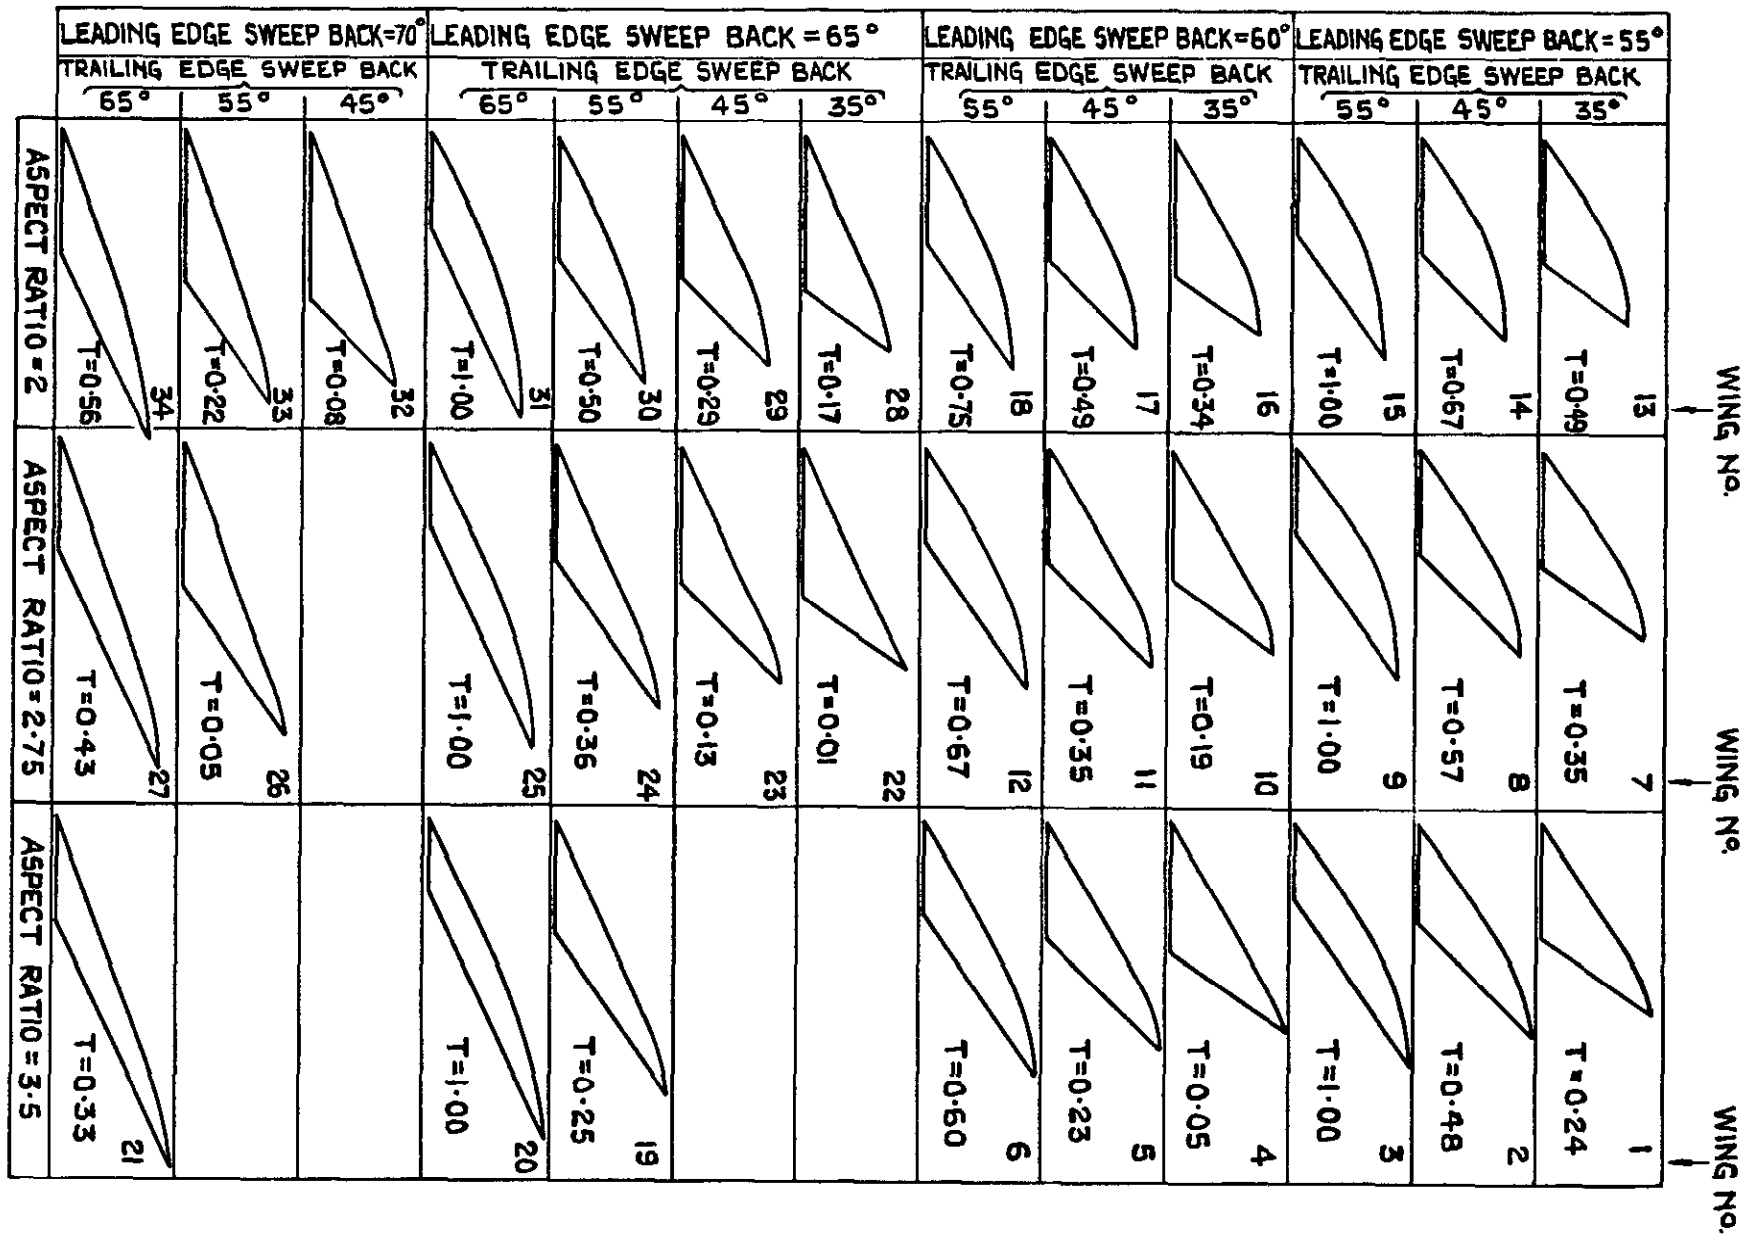 LEADING EDGE SWEEP BACK=70° LEADING EDGE SWEEP BACK = 65° LEADING EDGE SWEEP BACK=60° LEADING EDGE SWEEP BACK = 55°
TRAILING EDGE SWEEP BACK TRAILING EDGE SWEEP BACK TRAILING EDGE SWEEP BACK TRAILING EDGE SWEEP BACK
65° 55° 45° 65° 55° 45° 35° 55° 45° 35° 55° 45° 35°
ASPECT RATIO = 2
T=0·56 34
T=0·22 33
T=0·08 32
T=1·00 31
T=0·50 30
T=0·29 29
T=0·17 28
T=0·75 18
T=0·49 17
T=0·34 16
T=1·00 15
T=0·67 14
T=0·49 13
WING No.
ASPECT RATIO = 2·75
T=0·43 27
T=0·05 26
T=1·00 25
T=0·36 24
T=0·13 23
T=0·01 22
T=0·67 12
T=0·35 11
T=0·19 10
T=1·00 9
T=0·57 8
T=0·35 7
WING No.
ASPECT RATIO = 3·5
T=0·33 21
T=1·00 20
T=0·25 19
T=0·60 6
T=0·23 5
T=0·05 4
T=1·00 3
T=0·48 2
T=0·24 1
WING No.